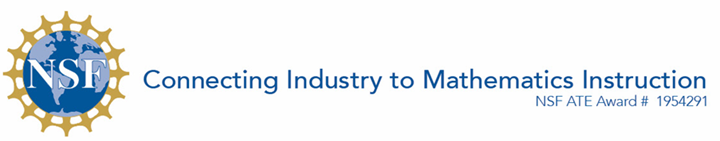 NSF
Connecting Industry to Mathematics Instruction
NSF ATE Award # 1954291